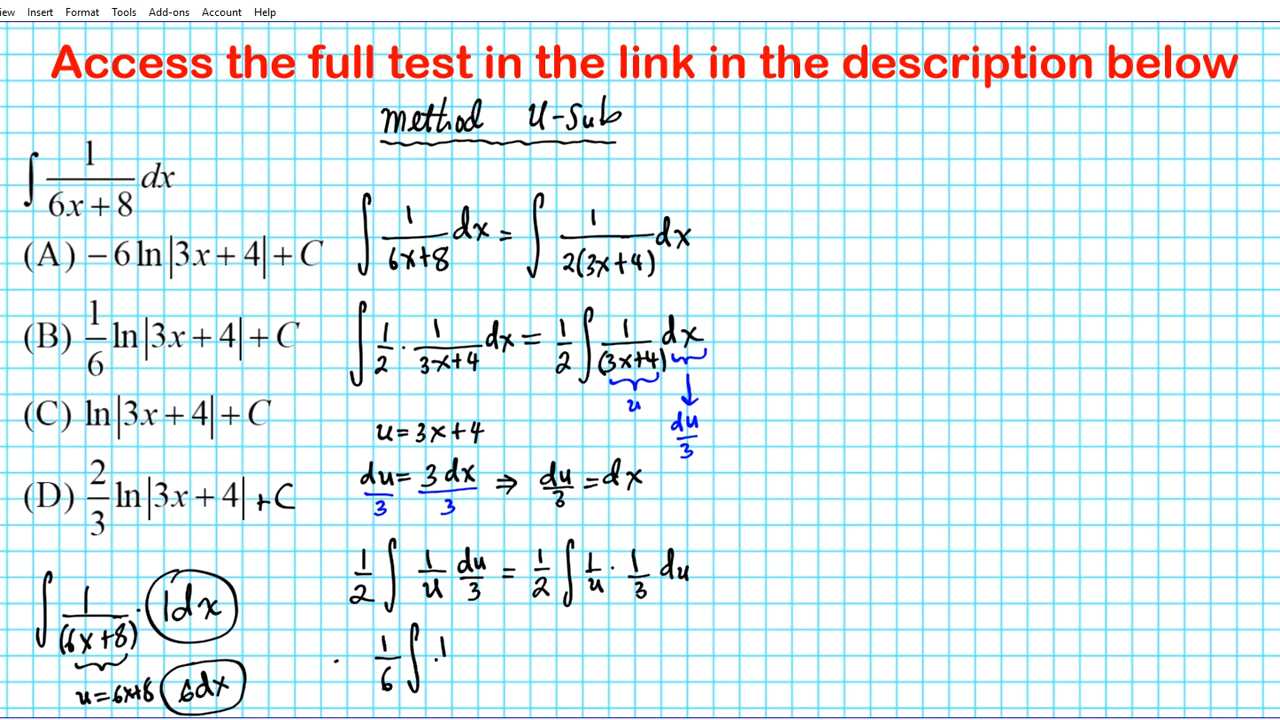 iew Insert Format Tools Add-ons Account Help
Access the full test in the link in the description below
method u-sub
∫ 1/(6x+8) dx
(A) −6 ln|3x+4|+C
(B) 1/6 ln|3x+4|+C
(C) ln|3x+4|+C
(D) 2/3 ln|3x+4|+C
∫ 1/(6x+8) · 1dx
u=6x+8 6dx
∫ 1/(6x+8) dx = ∫ 1/(2(3x+4)) dx
∫ 1/2 · 1/(3x+4) dx = 1/2 ∫ 1/(3x+4) dx
u du/3
u=3x+4
du/3 = 3dx/3 ⇒ du/3 = dx
1/2 ∫ 1/u du/3 = 1/2 ∫ 1/u · 1/3 du
1/6 ∫ 1